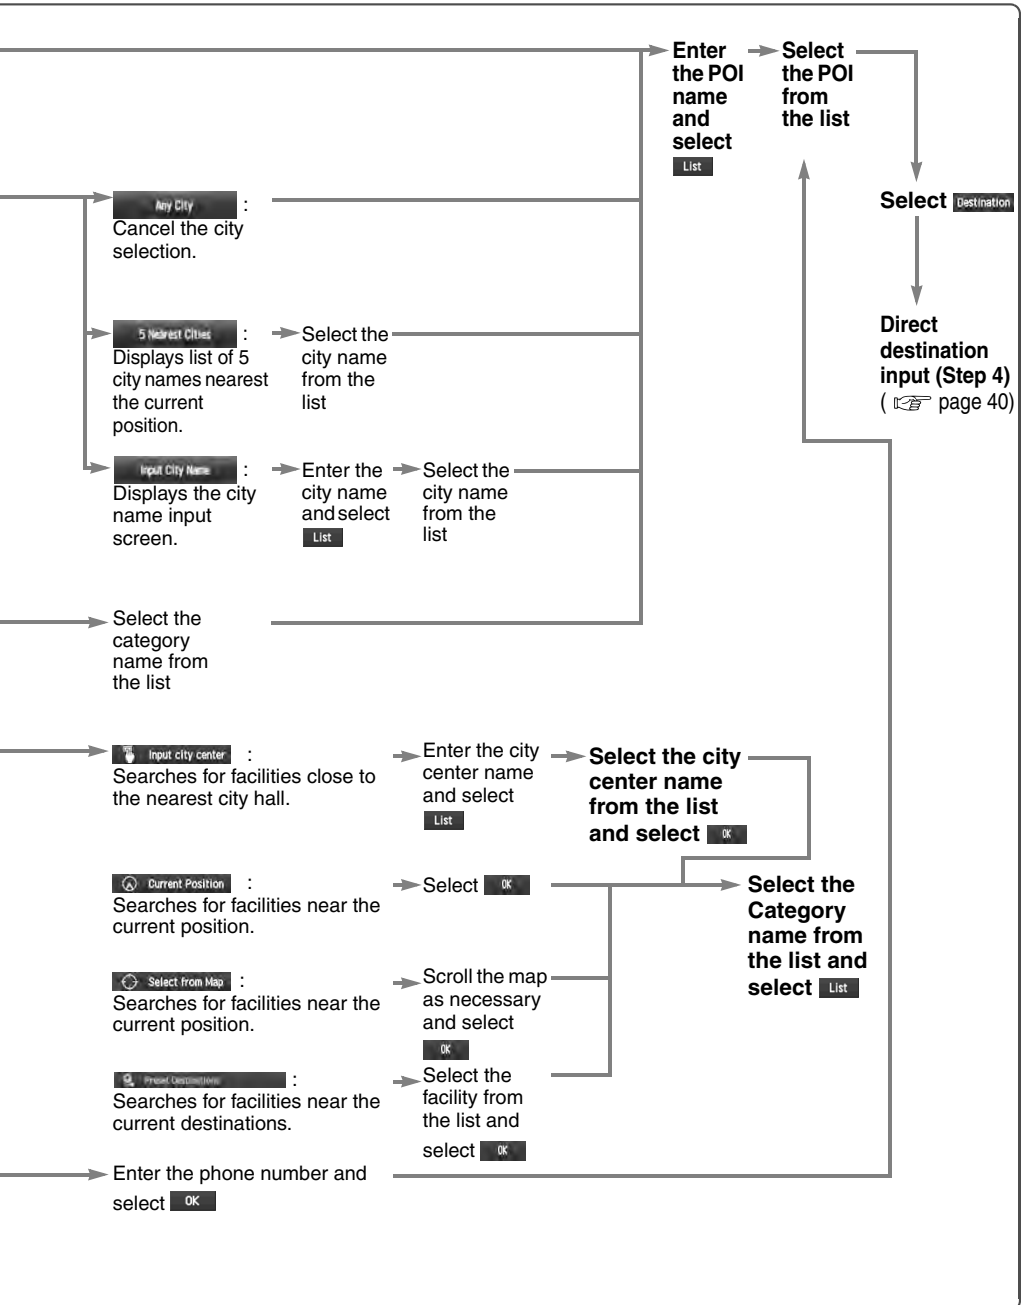 Enter
the POI
name
and
select
List
Select
the POI
from
the list
Select Destination
Direct
destination
input (Step 4)
( page 40)
Any City :
Cancel the city
selection.
5 Nearest Cities :
Displays list of 5
city names nearest
the current
position.
Select the
city name
from the
list
Input City Name :
Displays the city
name input
screen.
Enter the
city name
and select
List
Select the
city name
from the
list
Select the
category
name from
the list
Input city center :
Searches for facilities close to
the nearest city hall.
Enter the city
center name
and select
List
Select the city
center name
from the list
and select OK
Current Position :
Searches for facilities near the
current position.
Select OK
Select the
Category
name from
the list and
select List
Select from Map :
Searches for facilities near the
current position.
Scroll the map
as necessary
and select
OK
Preset Destinations :
Searches for facilities near the
current destinations.
Select the
facility from
the list and
select OK
Enter the phone number and
select OK